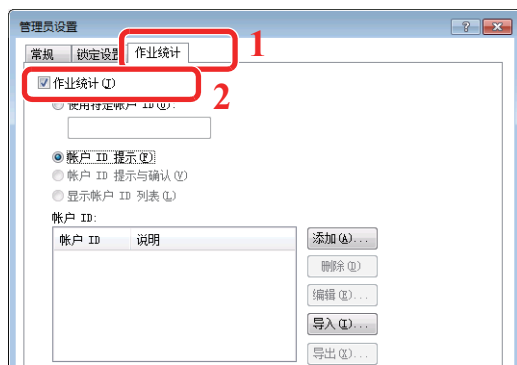 管理员设置
常规 锁定设置 作业统计 1
作业统计(J) 2
使用特定帐户 ID(U):
帐户 ID 提示(P)
帐户 ID 提示与确认(V)
显示帐户 ID 列表(L)
帐户 ID:
帐户 ID 说明
添加(A)...
删除(D)
编辑(E)...
导入(I)...
导出(X)...